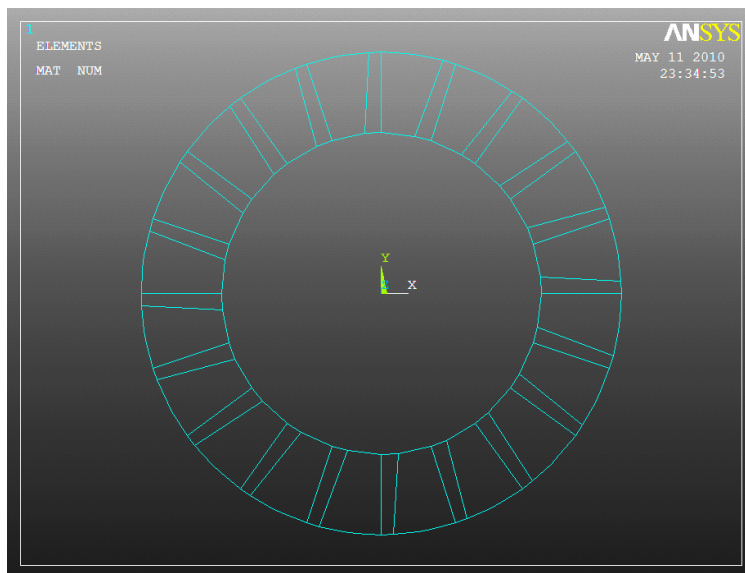 1
ELEMENTS
MAT NUM
ANSYS
MAY 11 2010
23:34:53
Y
X